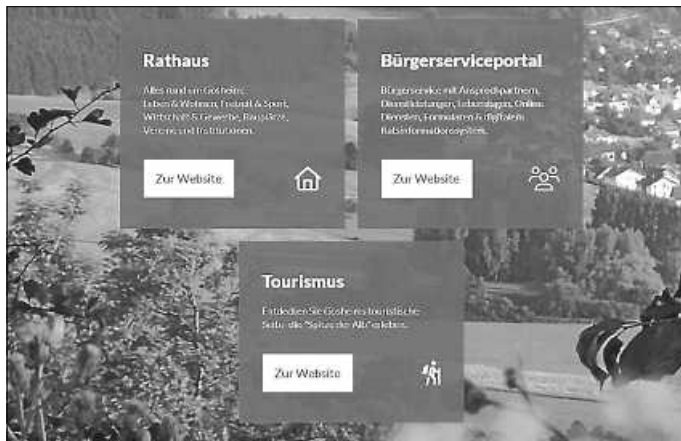 Rathaus
Alles rund um Gosheim:
Leben & Wohnen, Freizeit & Sport,
Wirtschaft & Gewerbe, Bauplätze,
Vereine und Institutionen.
Zur Website
Bürgerserviceportal
Bürgerservice mit Ansprechpartnern,
Dienstleistungen, Lebenslagen, Online
Diensten, Formularen & digitalem
Ratsinformationssystem.
Zur Website
Tourismus
Entdecken Sie Gosheims touristische
Seite: die "Spitze der Alb" erleben.
Zur Website